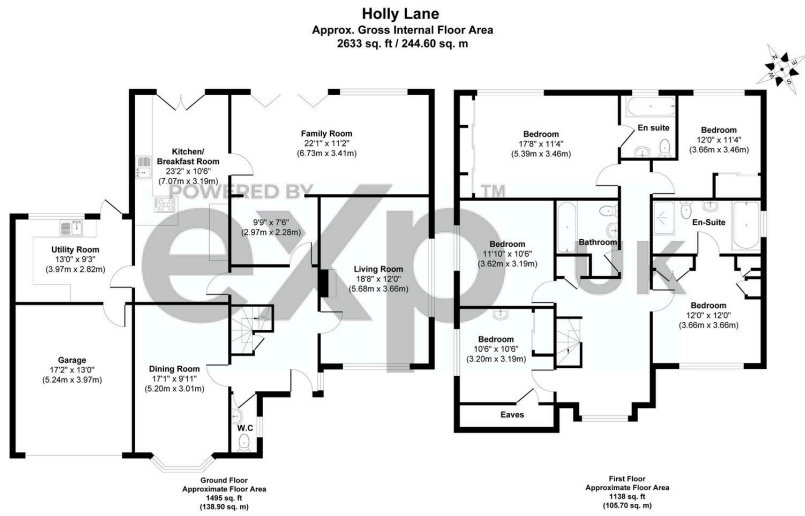 Holly Lane
Approx. Gross Internal Floor Area
2633 sq. ft / 244.60 sq. m
Kitchen/
Breakfast Room
23'2" x 10'6"
(7.07m x 3.19m)
Family Room
22'1" x 11'2"
(6.73m x 3.41m)
9'9" x 7'6"
(2.97m x 2.28m)
Utility Room
13'0" x 9'3"
(3.97m x 2.82m)
Living Room
18'8" x 12'0"
(5.68m x 3.66m)
Garage
17'2" x 13'0"
(5.24m x 3.97m)
Dining Room
17'1" x 9'11"
(5.20m x 3.01m)
W.C
Ground Floor
Approximate Floor Area
1495 sq. ft
(138.90 sq. m)
Bedroom
17'8" x 11'4"
(5.39m x 3.46m)
En suite
Bedroom
12'0" x 11'4"
(3.66m x 3.46m)
Bedroom
11'10" x 10'6"
(3.62m x 3.19m)
Bathroom
En-Suite
Bedroom
12'0" x 12'0"
(3.66m x 3.66m)
Bedroom
10'6" x 10'6"
(3.20m x 3.19m)
Eaves
First Floor
Approximate Floor Area
1138 sq. ft
(105.70 sq. m)
POWERED BY
eXp UK
TM